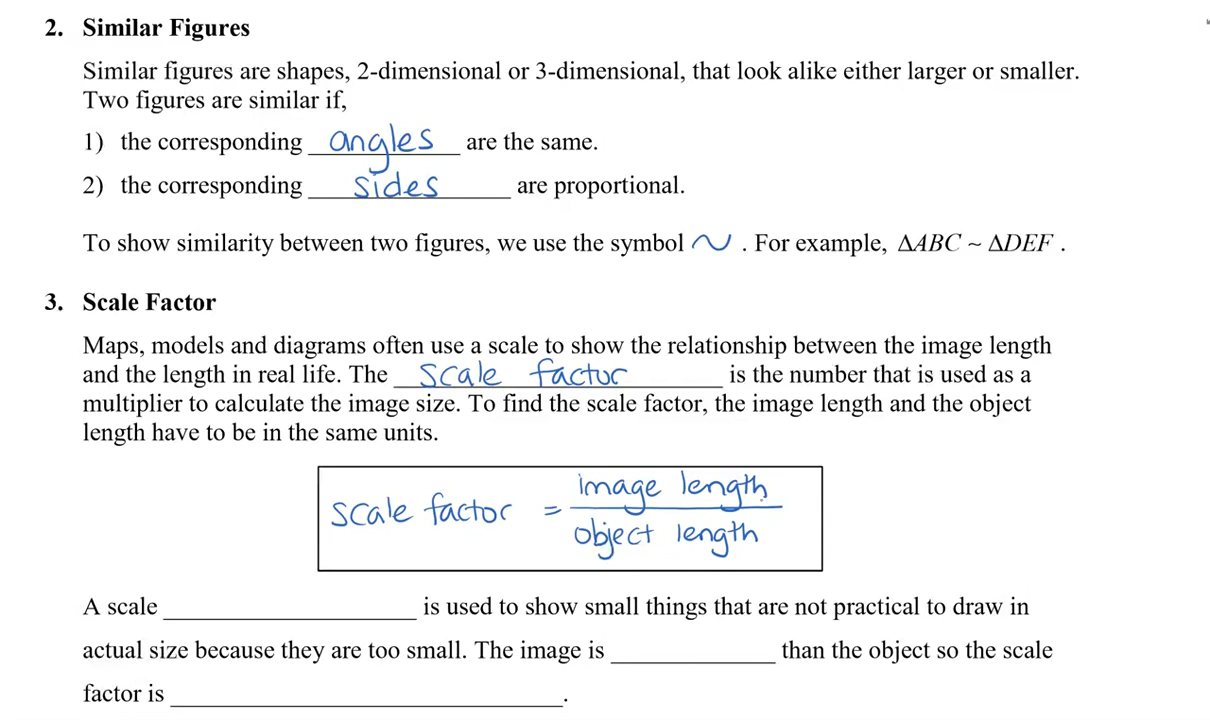 2. Similar Figures
Similar figures are shapes, 2-dimensional or 3-dimensional, that look alike either larger or smaller.
Two figures are similar if,
1) the corresponding angles are the same.
2) the corresponding sides are proportional.
To show similarity between two figures, we use the symbol ~ . For example, ΔABC ~ ΔDEF .
3. Scale Factor
Maps, models and diagrams often use a scale to show the relationship between the image length
and the length in real life. The scale factor is the number that is used as a
multiplier to calculate the image size. To find the scale factor, the image length and the object
length have to be in the same units.
scale factor = image length / object length
A scale ____________ is used to show small things that are not practical to draw in
actual size because they are too small. The image is ____________ than the object so the scale
factor is ____________.